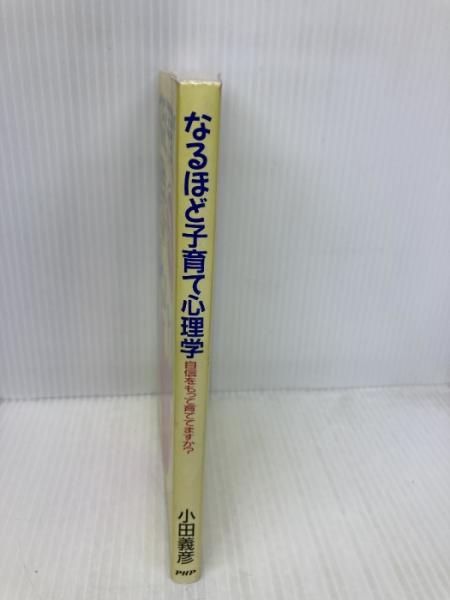 なるほど子育て心理学
自信をもって育ててますか?
小田義彦
PHP